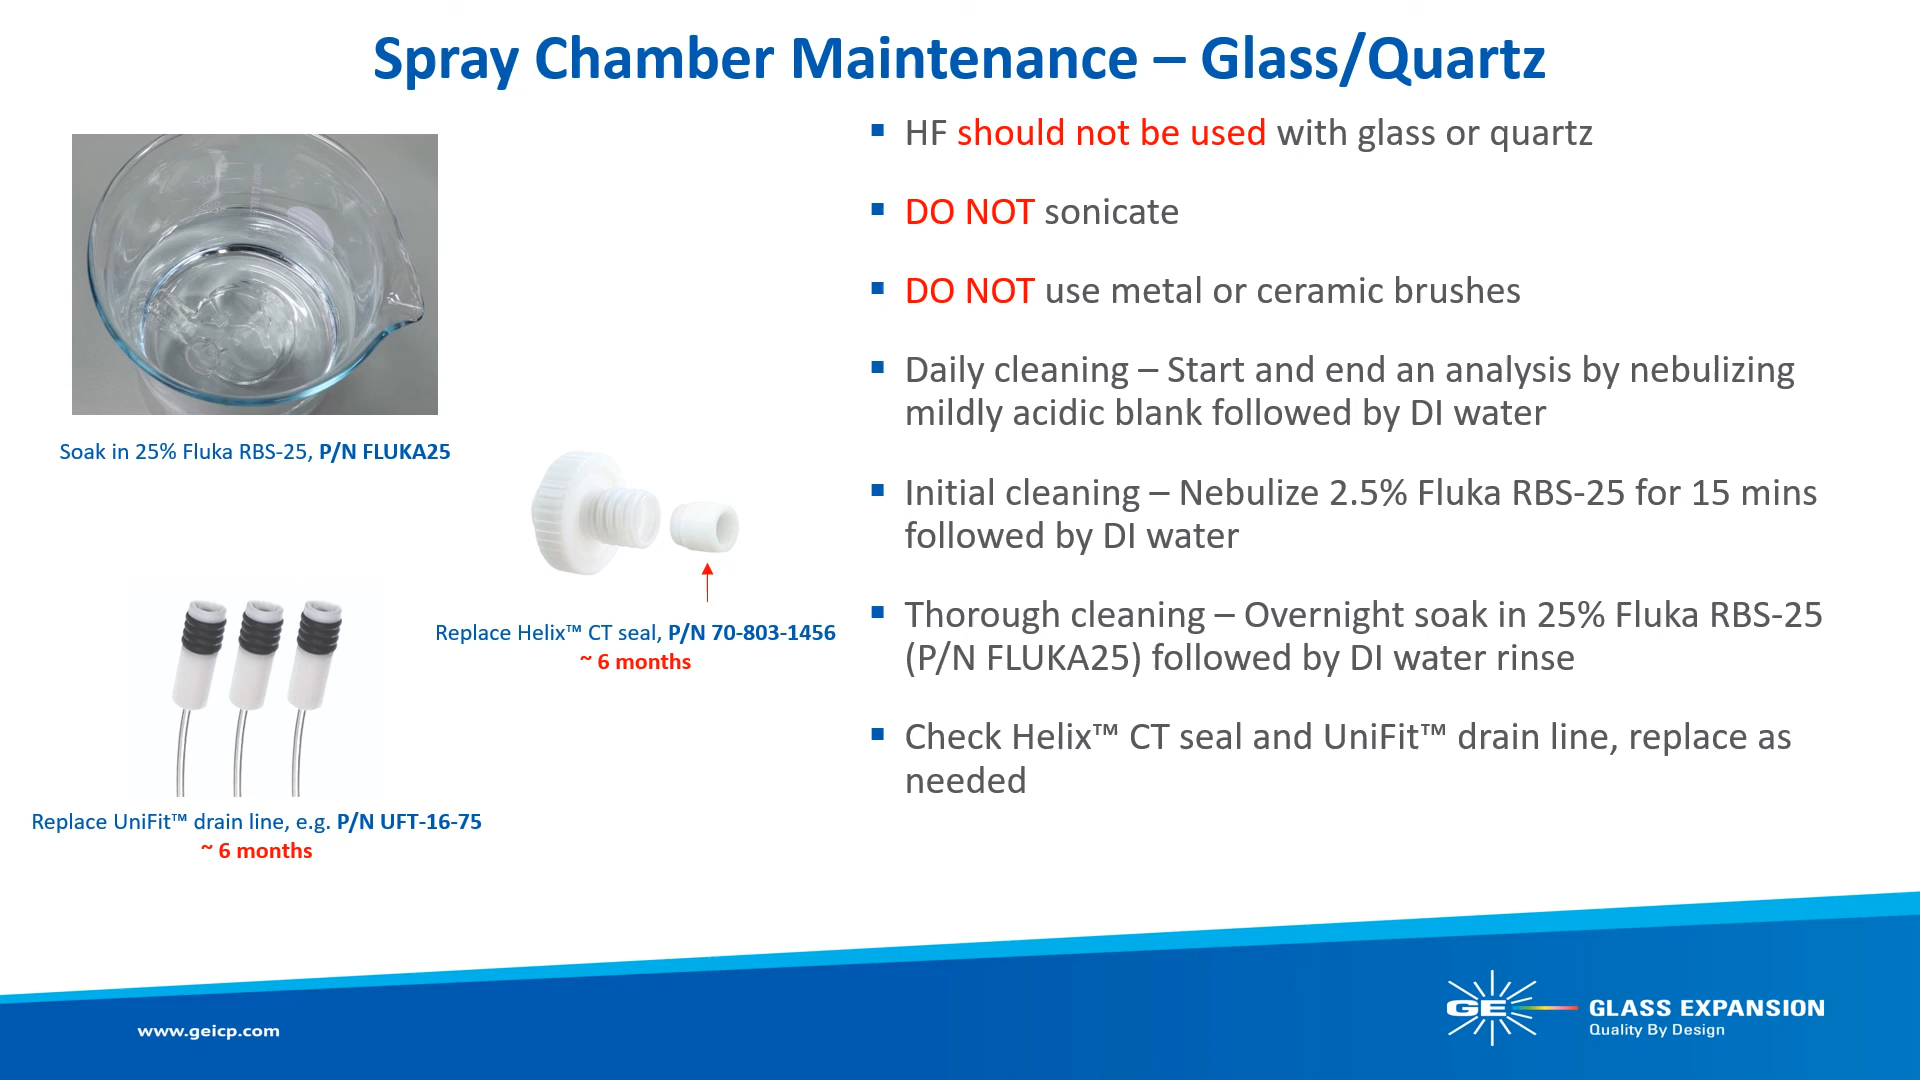 Spray Chamber Maintenance – Glass/Quartz
Soak in 25% Fluka RBS-25, P/N FLUKA25
Replace Helix™ CT seal, P/N 70-803-1456
~ 6 months
Replace UniFit™ drain line, e.g. P/N UFT-16-75
~ 6 months
▪ HF should not be used with glass or quartz
▪ DO NOT sonicate
▪ DO NOT use metal or ceramic brushes
▪ Daily cleaning – Start and end an analysis by nebulizing
mildly acidic blank followed by DI water
▪ Initial cleaning – Nebulize 2.5% Fluka RBS-25 for 15 mins
followed by DI water
▪ Thorough cleaning – Overnight soak in 25% Fluka RBS-25
(P/N FLUKA25) followed by DI water rinse
▪ Check Helix™ CT seal and UniFit™ drain line, replace as
needed
www.geicp.com
GE
GLASS EXPANSION
Quality By Design